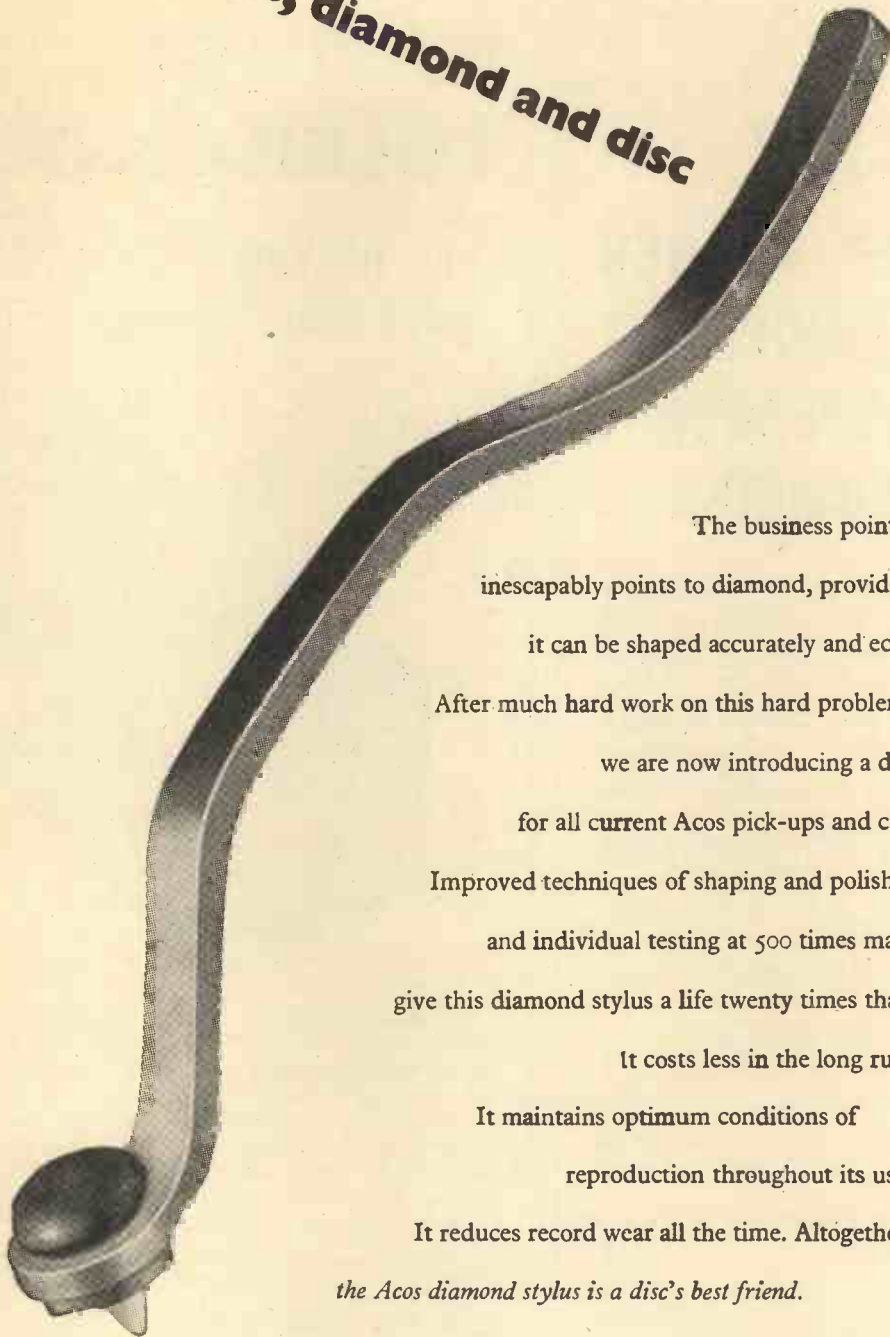 , diamond and disc
The business point
inescapably points to diamond, provid
it can be shaped accurately and ec
After much hard work on this hard problem
we are now introducing a d
for all current Acos pick-ups and c
Improved techniques of shaping and polish
and individual testing at 500 times ma
give this diamond stylus a life twenty times tha
It costs less in the long ru
It maintains optimum conditions of
reproduction throughout its us
It reduces record wear all the time. Altogethe
the Acos diamond stylus is a disc's best friend.